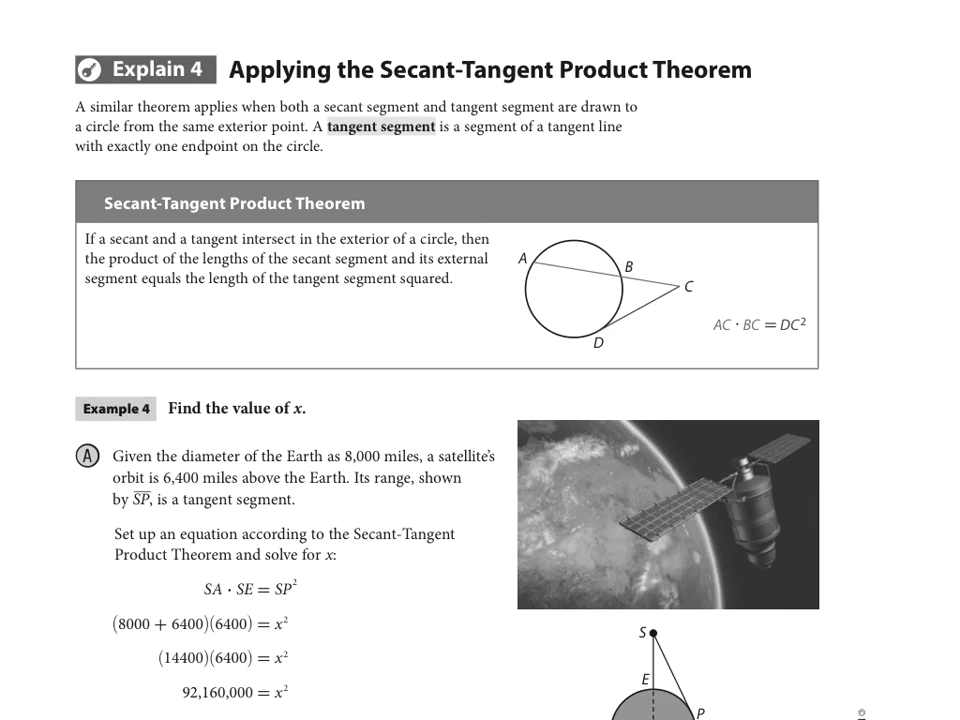 Explain 4 Applying the Secant-Tangent Product Theorem
A similar theorem applies when both a secant segment and tangent segment are drawn to
a circle from the same exterior point. A tangent segment is a segment of a tangent line
with exactly one endpoint on the circle.
Secant-Tangent Product Theorem
If a secant and a tangent intersect in the exterior of a circle, then
the product of the lengths of the secant segment and its external
segment equals the length of the tangent segment squared.
A
B
C
D
AC · BC = DC²
Example 4 Find the value of x.
A Given the diameter of the Earth as 8,000 miles, a satellite's
orbit is 6,400 miles above the Earth. Its range, shown
by S̅P̅, is a tangent segment.
Set up an equation according to the Secant-Tangent
Product Theorem and solve for x:
SA · SE = SP²
(8000 + 6400)(6400) = x²
(14400)(6400) = x²
92,160,000 = x²
S
E
P